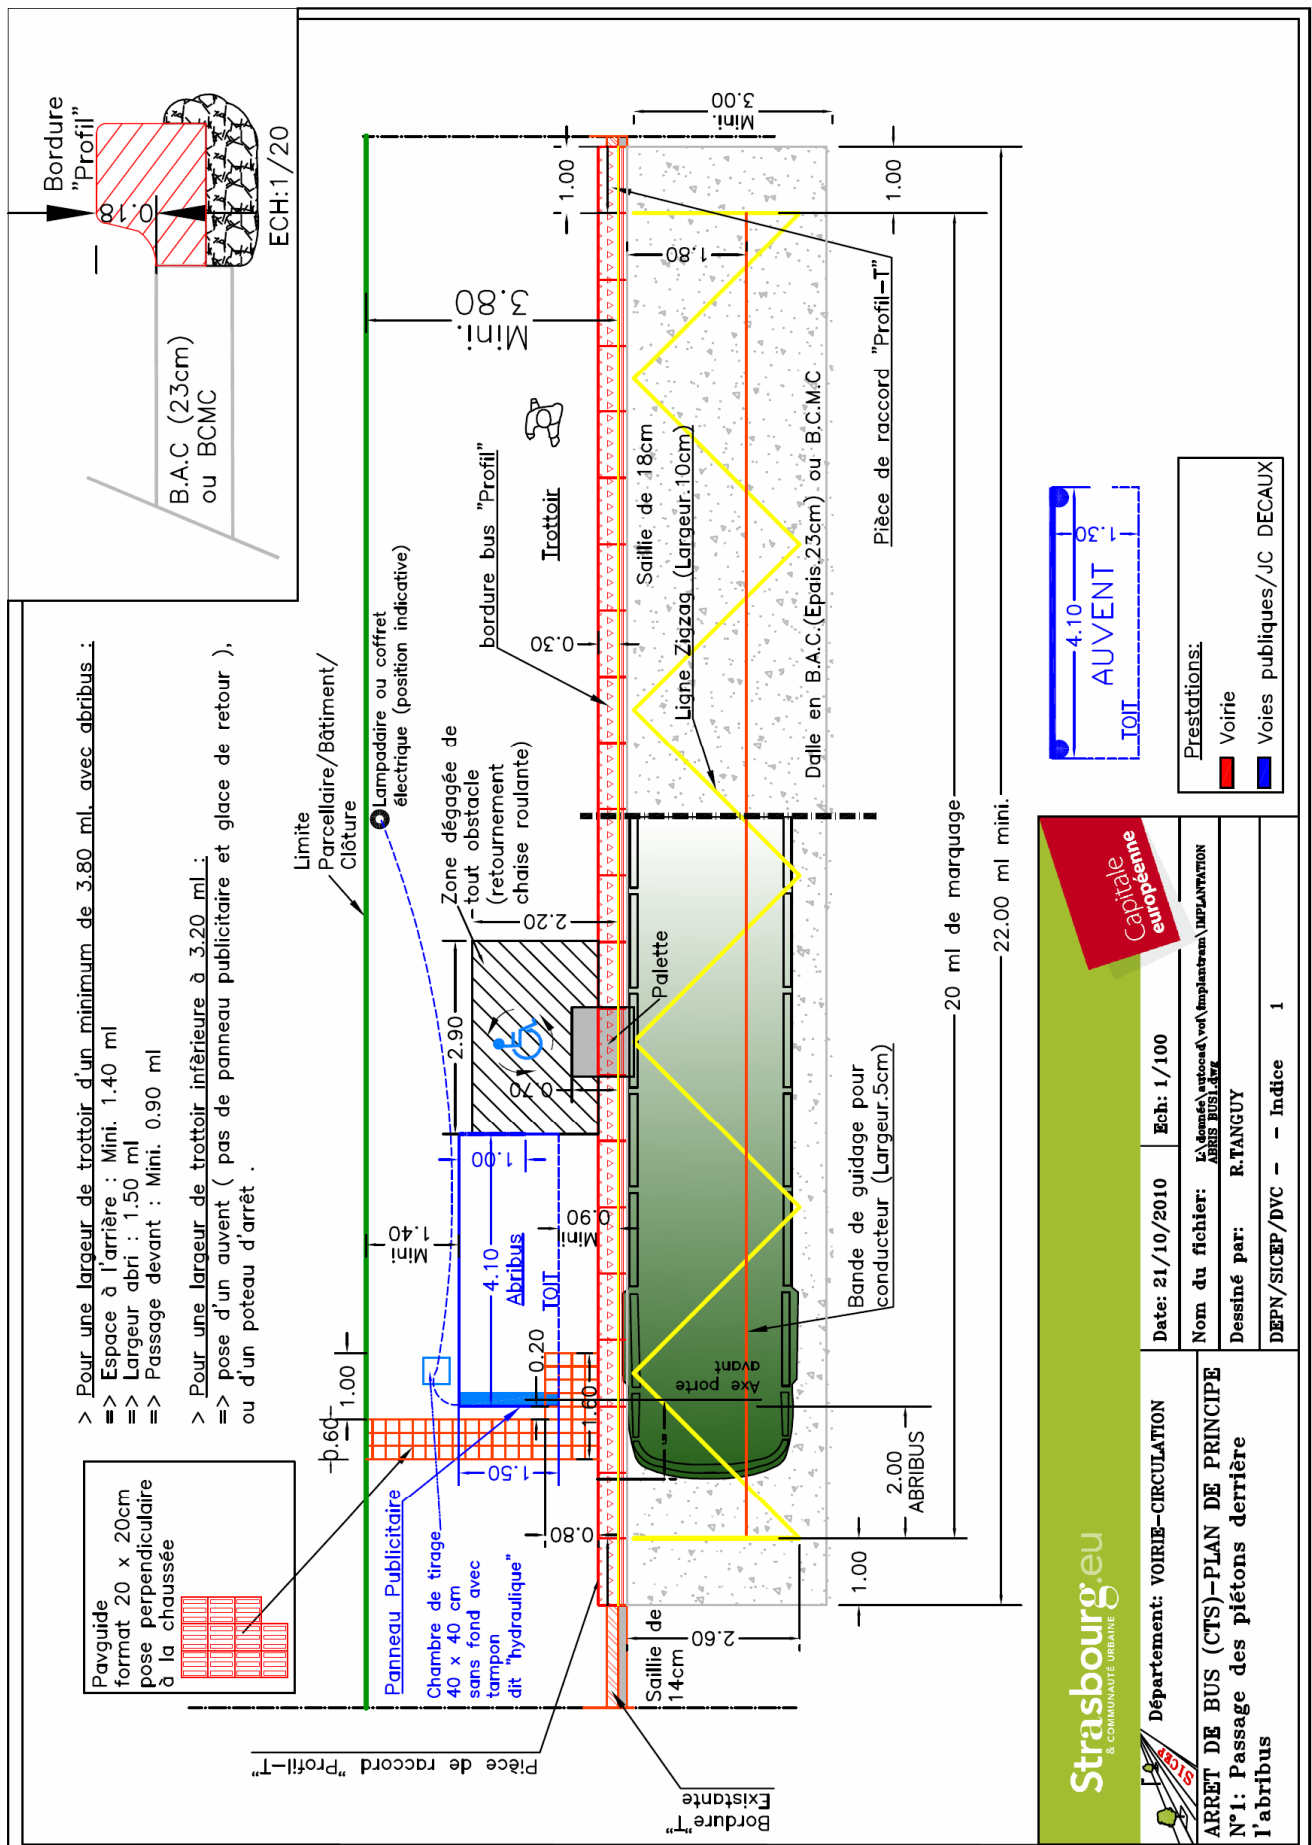 Bordure
"Profil"
0.18
ECH:1/20
B.A.C (23cm)
ou BCMC
> Pour une largeur de trottoir d'un minimum de 3.80 ml, avec abribus :
=> Espace à l'arrière : Mini. 1.40 ml
=> Largeur abri : 1.50 ml
=> Passage devant : Mini. 0.90 ml
> Pour une largeur de trottoir infèrieure à 3.20 ml :
=> pose d'un auvent ( pas de panneau publicitaire et glace de retour ),
ou d'un poteau d'arrêt .
Pavguide
format 20 x 20cm
pose perpendiculaire
à la chaussée
Limite
Parcellaire/Bâtiment/
Clôture
Lampadaire ou coffret
électrique (position indicative)
Zone dégagée de
tout obstacle
(retournement
chaise roulante)
bordure bus "Profil"
Trottoir
Mini.
3.80
Mini.
3.00
1.00
1.00
1.80
0.30
2.20
2.90
0.70
Palette
Saillie de 18cm
Ligne Zigzag (Largeur.10cm)
Dalle en B.A.C.(Epais.23cm) ou B.C.M.C
Pièce de raccord "Profil-T"
Panneau Publicitaire
Chambre de tirage
40 x 40 cm
sans fond avec
tampon
dit "hydraulique"
0.60
1.00
1.50
0.80
1.60
0.20
Mini
1.40
1.00
4.10
Abribus
TOIT
Mini
0.90
Axe porte
avant
Bande de guidage pour
conducteur (Largeur.5cm)
2.00
ABRIBUS
1.00
2.60
Saillie de
14cm
20 ml de marquage
22.00 ml mini.
Pièce de raccord "Profil-T"
Bordure "T"
Existante
4.10
1.30
AUVENT
TOIT
Prestations:
Voirie
Voies publiques/JC DECAUX
Strasbourg.eu
& COMMUNAUTÉ URBAINE
Capitale
européenne
SICEP
Département: VOIRIE-CIRCULATION
ARRET DE BUS (CTS)-PLAN DE PRINCIPE
N°1: Passage des piétons derrière
l'abribus
Date: 21/10/2010
Ech: 1/100
Nom du fichier:
L:\donnée\autocad\vof\implantram\IMPLANTATION
ABRIS BUS1.dwg
Dessiné par: R.TANGUY
DEPN/SICEP/DVC - - Indice 1